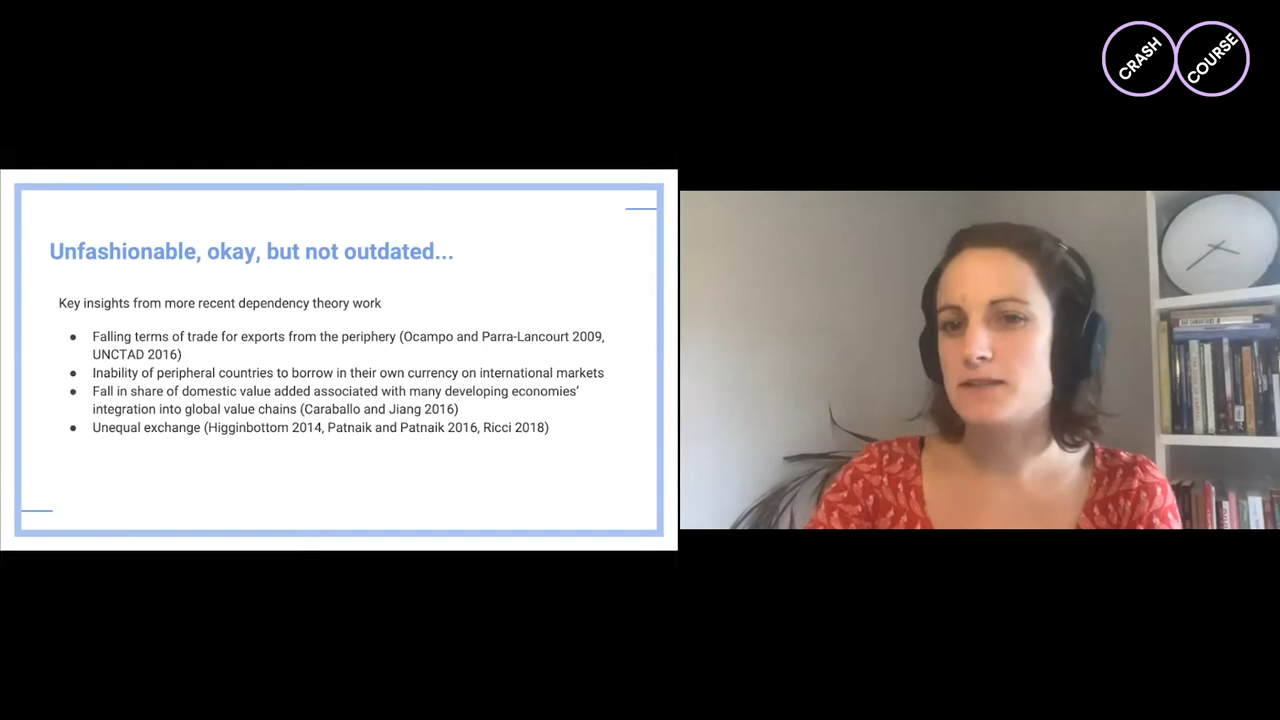 CRASH COURSE
Unfashionable, okay, but not outdated...
Key insights from more recent dependency theory work
● Falling terms of trade for exports from the periphery (Ocampo and Parra-Lancourt 2009,
UNCTAD 2016)
● Inability of peripheral countries to borrow in their own currency on international markets
● Fall in share of domestic value added associated with many developing economies'
integration into global value chains (Caraballo and Jiang 2016)
● Unequal exchange (Higginbottom 2014, Patnaik and Patnaik 2016, Ricci 2018)
BAD SAMARITANS